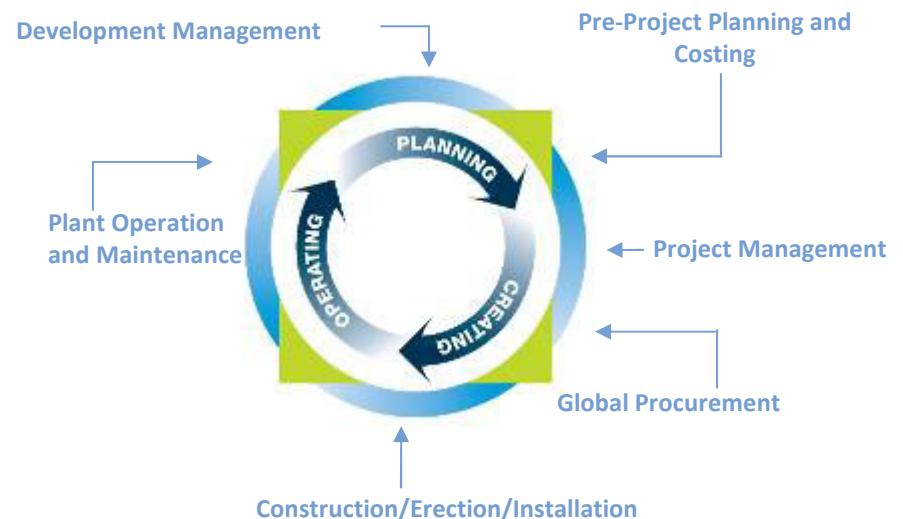 Development Management
Pre-Project Planning and
Costing
PLANNING
Plant Operation
and Maintenance
OPERATING
Project Management
CREATING
Global Procurement
Construction/Erection/Installation